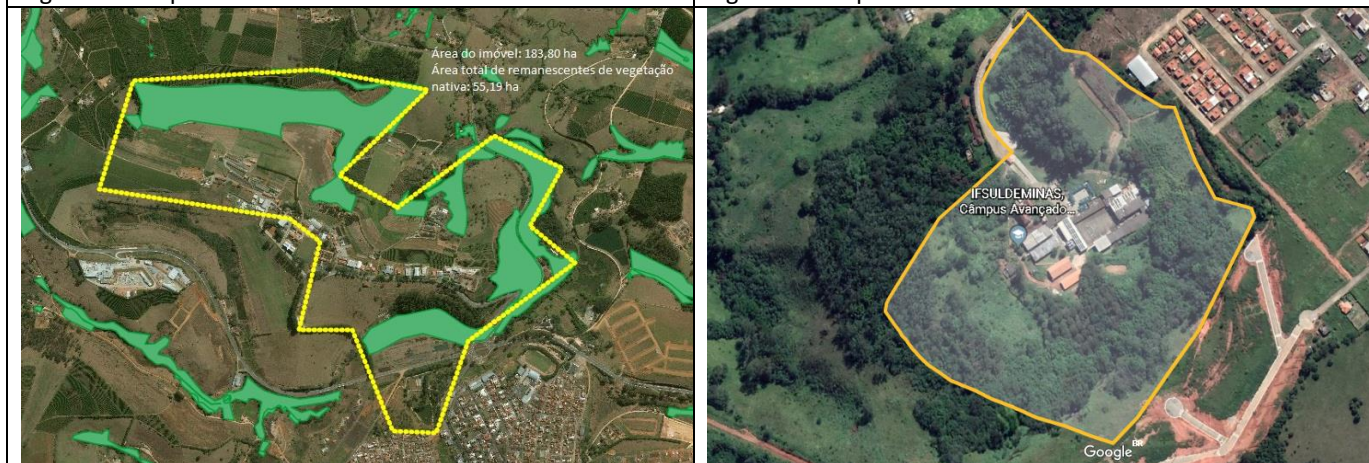 Área do imóvel: 183,80 ha
Área total de remanescentes de vegetação
nativa: 55,19 ha
IFSULDEMINAS,
Câmpus Avançado...
Google
BR